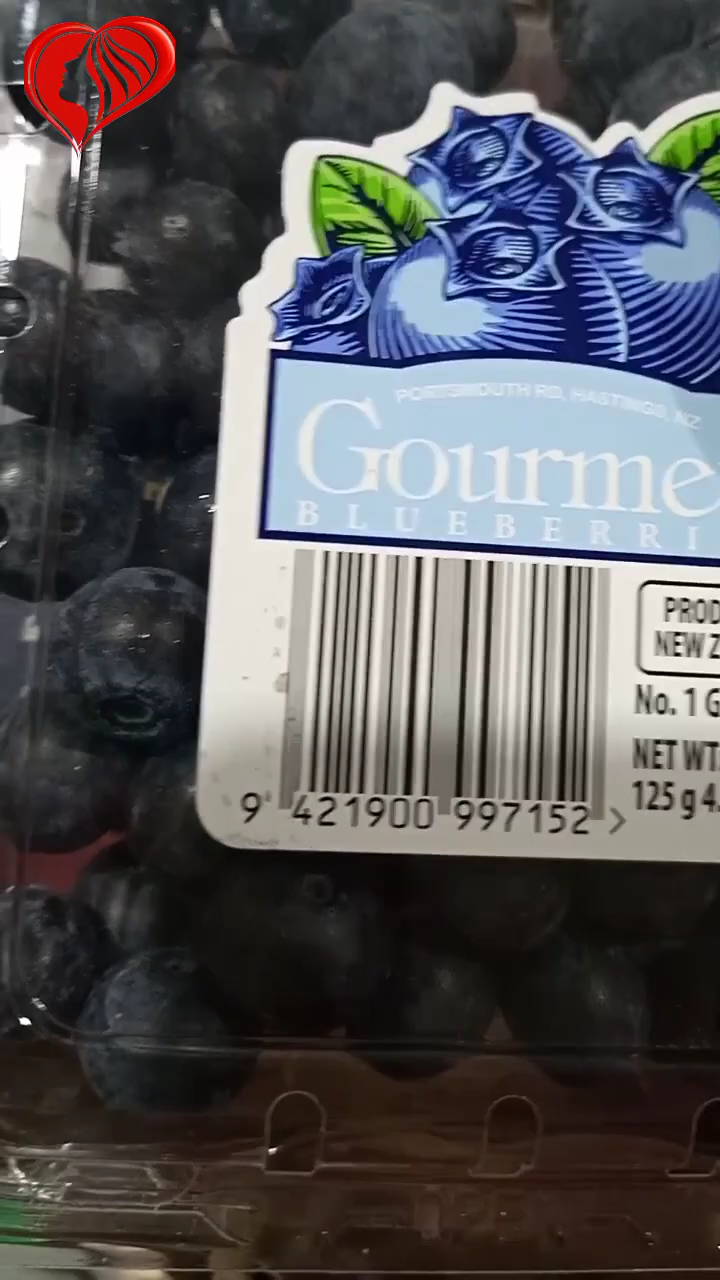 PORTSMOUTH RD, HASTINGS, NZ
Gourme
BLUEBERRI
PROD
NEW Z
No. 1 G
NET WT
125 g 4.
9 421900 997152 >